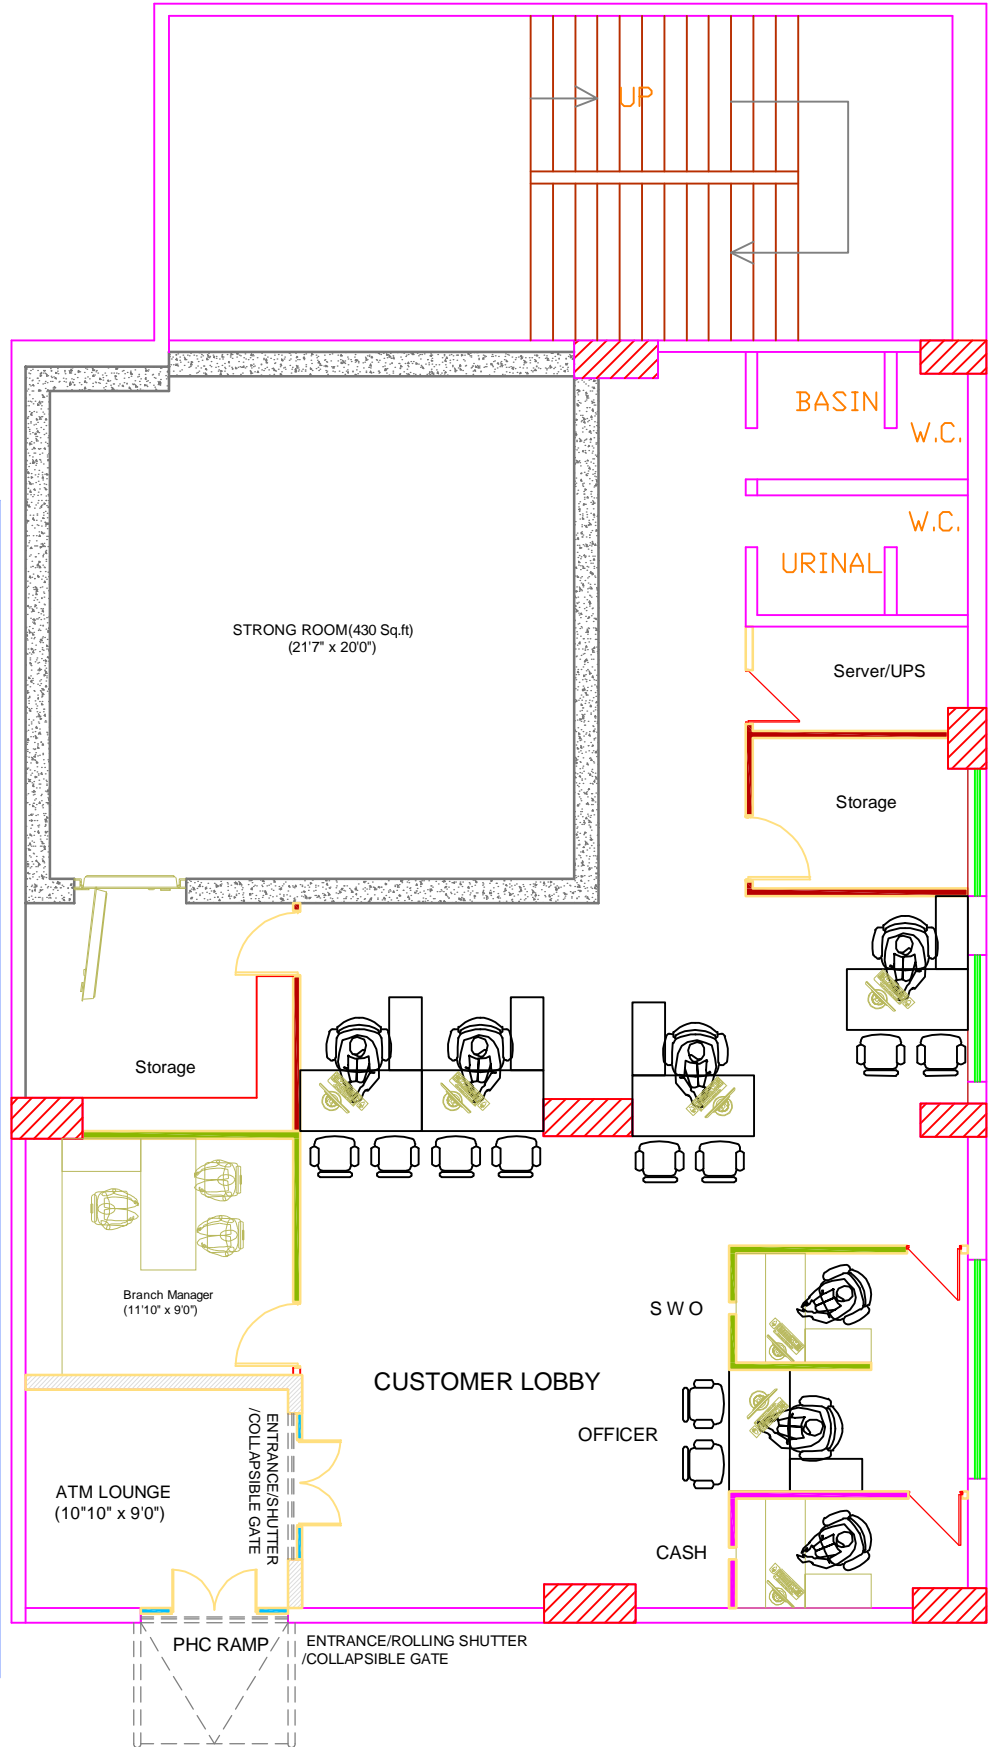 UP
BASIN
W.C.
W.C.
URINAL
STRONG ROOM(430 Sq.ft)
(21'7" x 20'0")
Server/UPS
Storage
Storage
Branch Manager
(11'10" x 9'0")
S W O
CUSTOMER LOBBY
OFFICER
ENTRANCE/SHUTTER
/COLLAPSIBLE GATE
ATM LOUNGE
(10"10" x 9'0")
CASH
PHC RAMP
ENTRANCE/ROLLING SHUTTER
/COLLAPSIBLE GATE